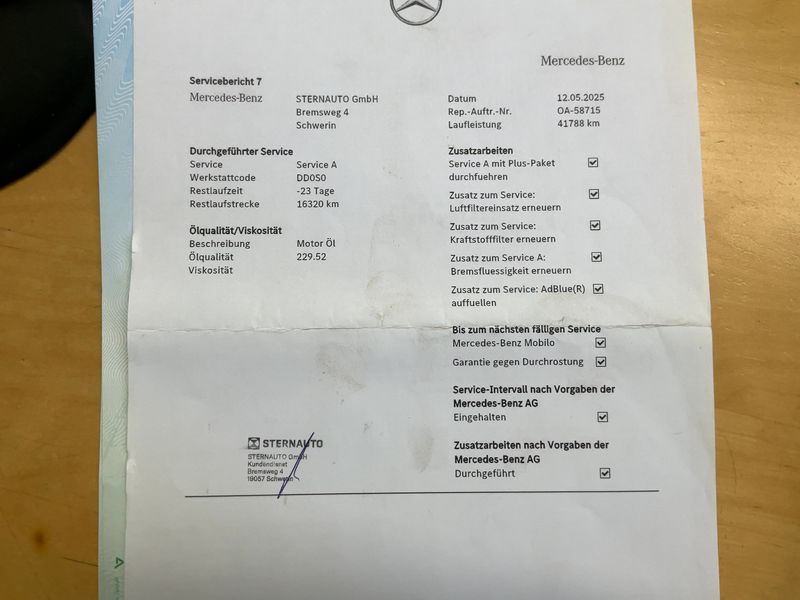 Mercedes-Benz
Servicebericht 7
Mercedes-Benz STERNAUTO GmbH
Bremsweg 4
Schwerin
Datum 12.05.2025
Rep.-Auftr.-Nr. OA-58715
Laufleistung 41788 km
Durchgeführter Service
Service Service A
Werkstattcode DD0S0
Restlaufzeit -23 Tage
Restlaufstrecke 16320 km
Ölqualität/Viskosität
Beschreibung Motor Öl
Ölqualität 229.52
Viskosität
Zusatzarbeiten
Service A mit Plus-Paket
durchfuehren
Zusatz zum Service:
Luftfiltereinsatz erneuern
Zusatz zum Service:
Kraftstofffilter erneuern
Zusatz zum Service A:
Bremsfluessigkeit erneuern
Zusatz zum Service: AdBlue(R)
auffuellen
Bis zum nächsten fälligen Service
Mercedes-Benz Mobilo
Garantie gegen Durchrostung
Service-Intervall nach Vorgaben der
Mercedes-Benz AG
Eingehalten
Zusatzarbeiten nach Vorgaben der
Mercedes-Benz AG
Durchgeführt
STERNAUTO
STERNAUTO GmbH
Kundendienst
Bremsweg 4
19057 Schwerin